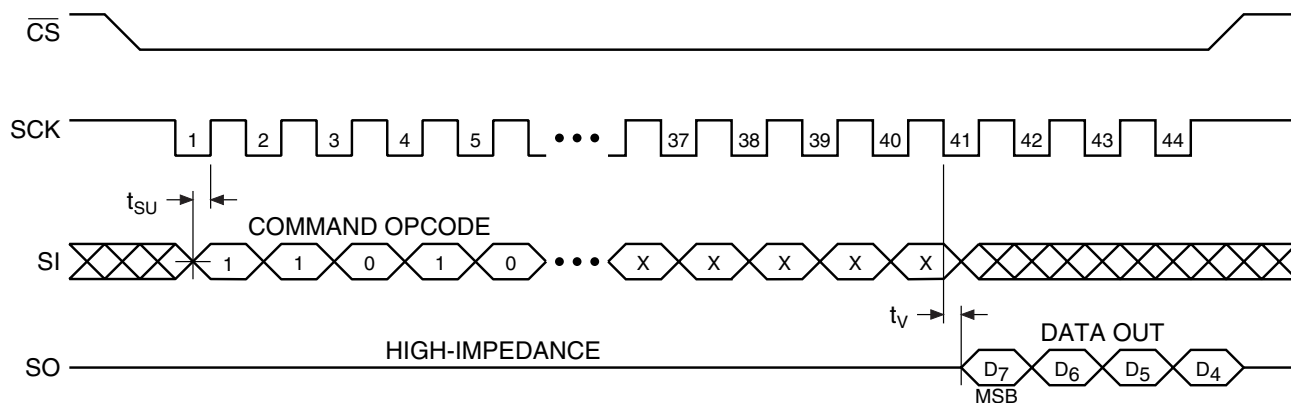 CS
SCK 1 2 3 4 5 ••• 37 38 39 40 41 42 43 44
tSU
COMMAND OPCODE
SI 1 1 0 1 0 ••• X X X X X
tV
DATA OUT
HIGH-IMPEDANCE
SO D7 D6 D5 D4
MSB